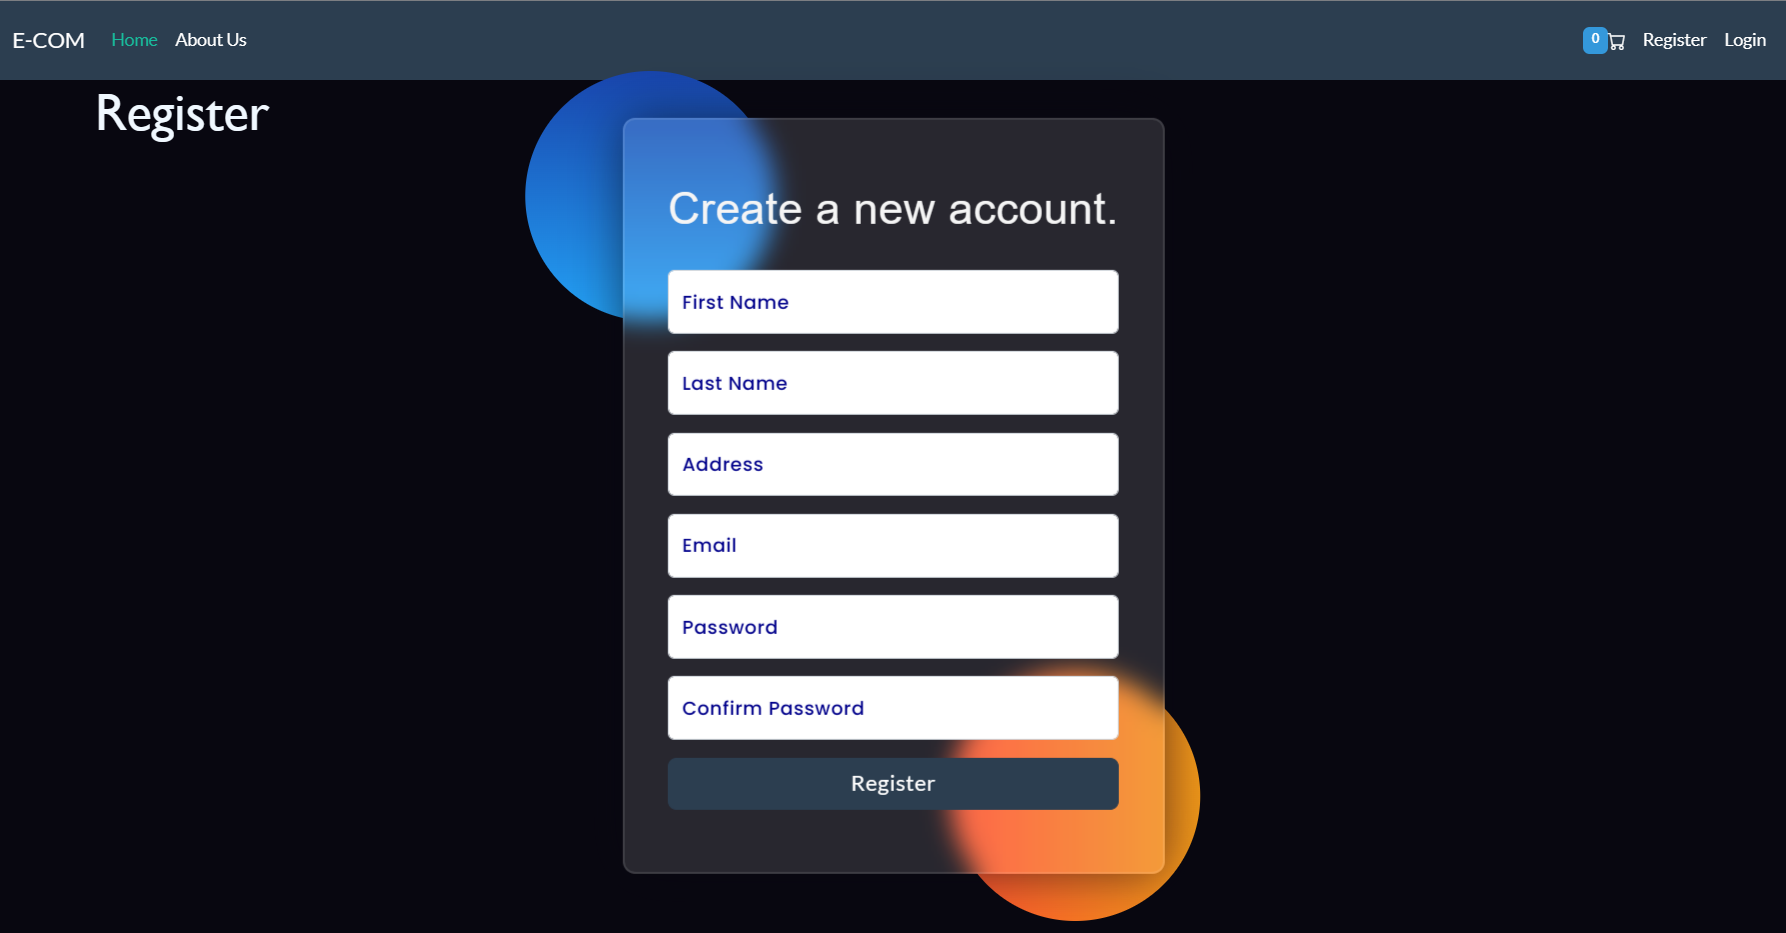 E-COM Home About Us 0 Register Login
Register
Create a new account.
First Name
Last Name
Address
Email
Password
Confirm Password
Register